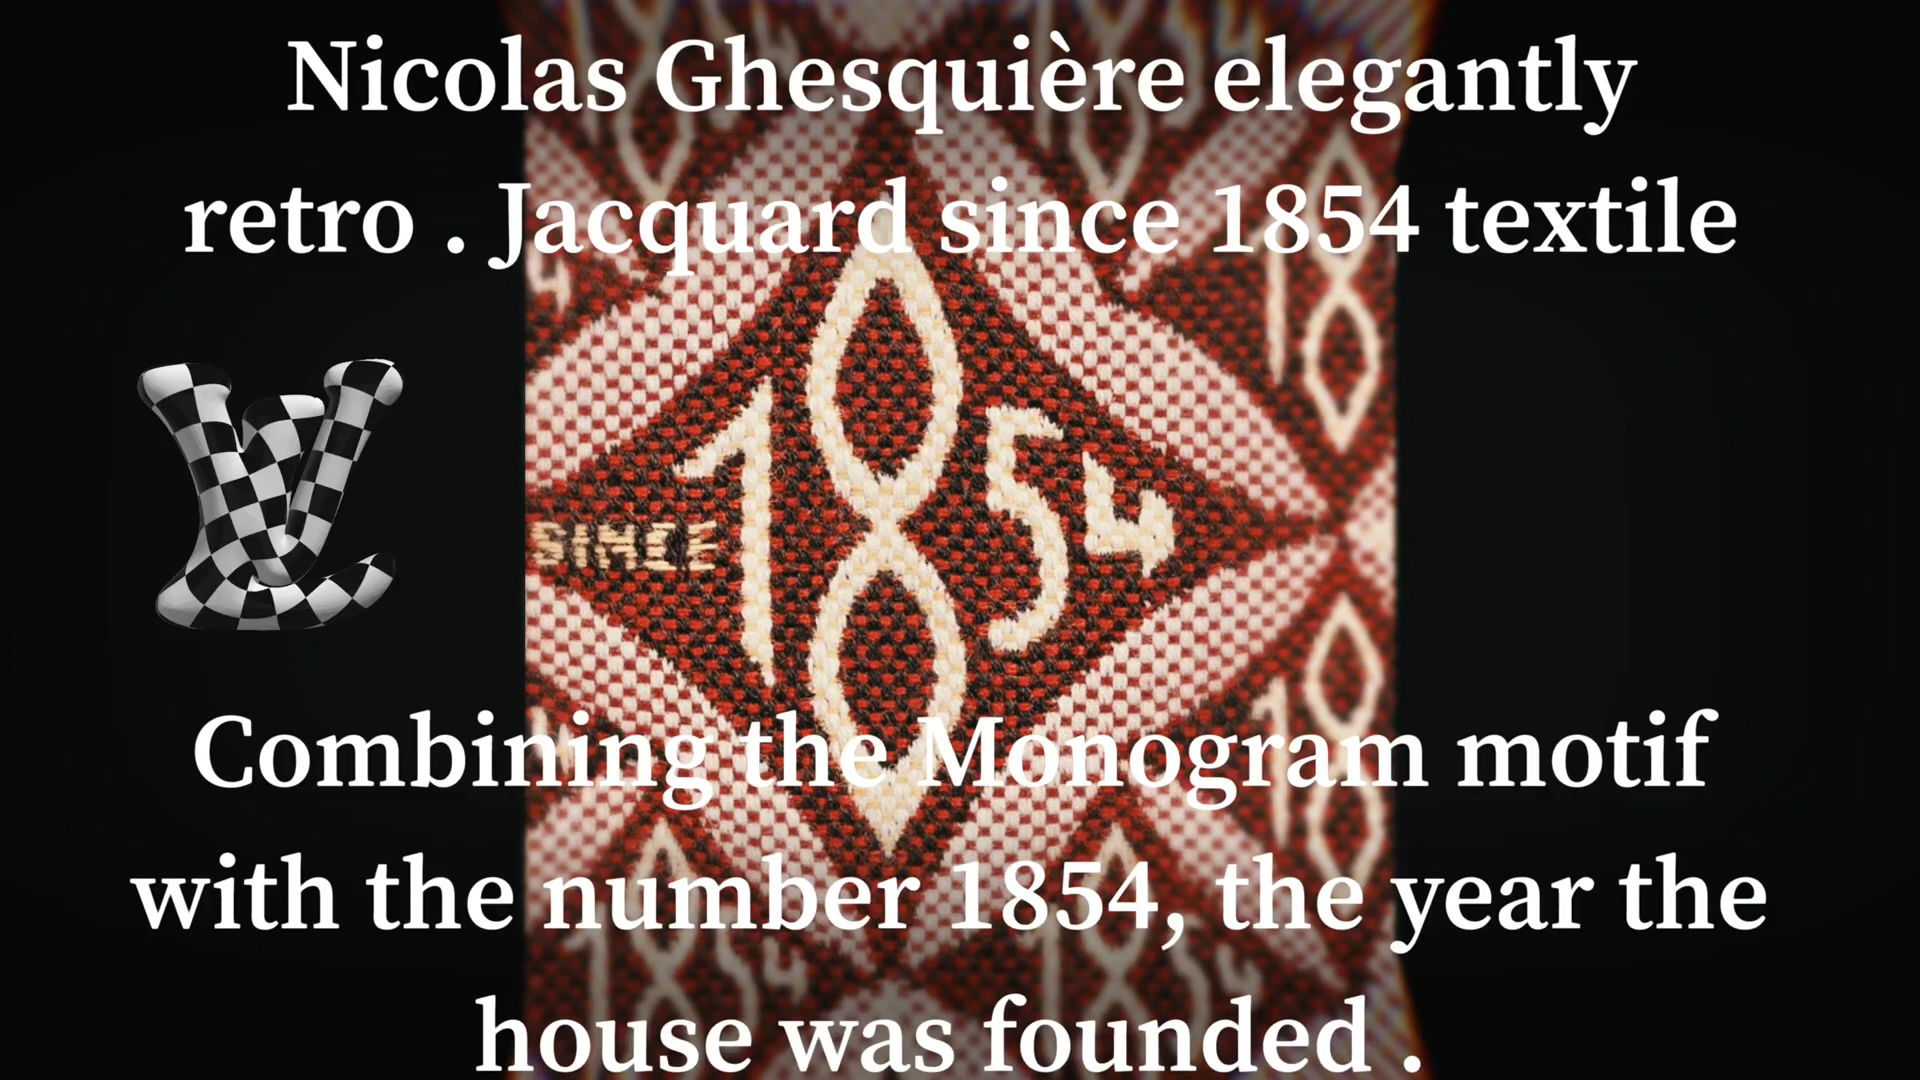 Nicolas Ghesquière elegantly
retro . Jacquard since 1854 textile
LV
SINCE 1854
Combining the Monogram motif
with the number 1854, the year the
house was founded .